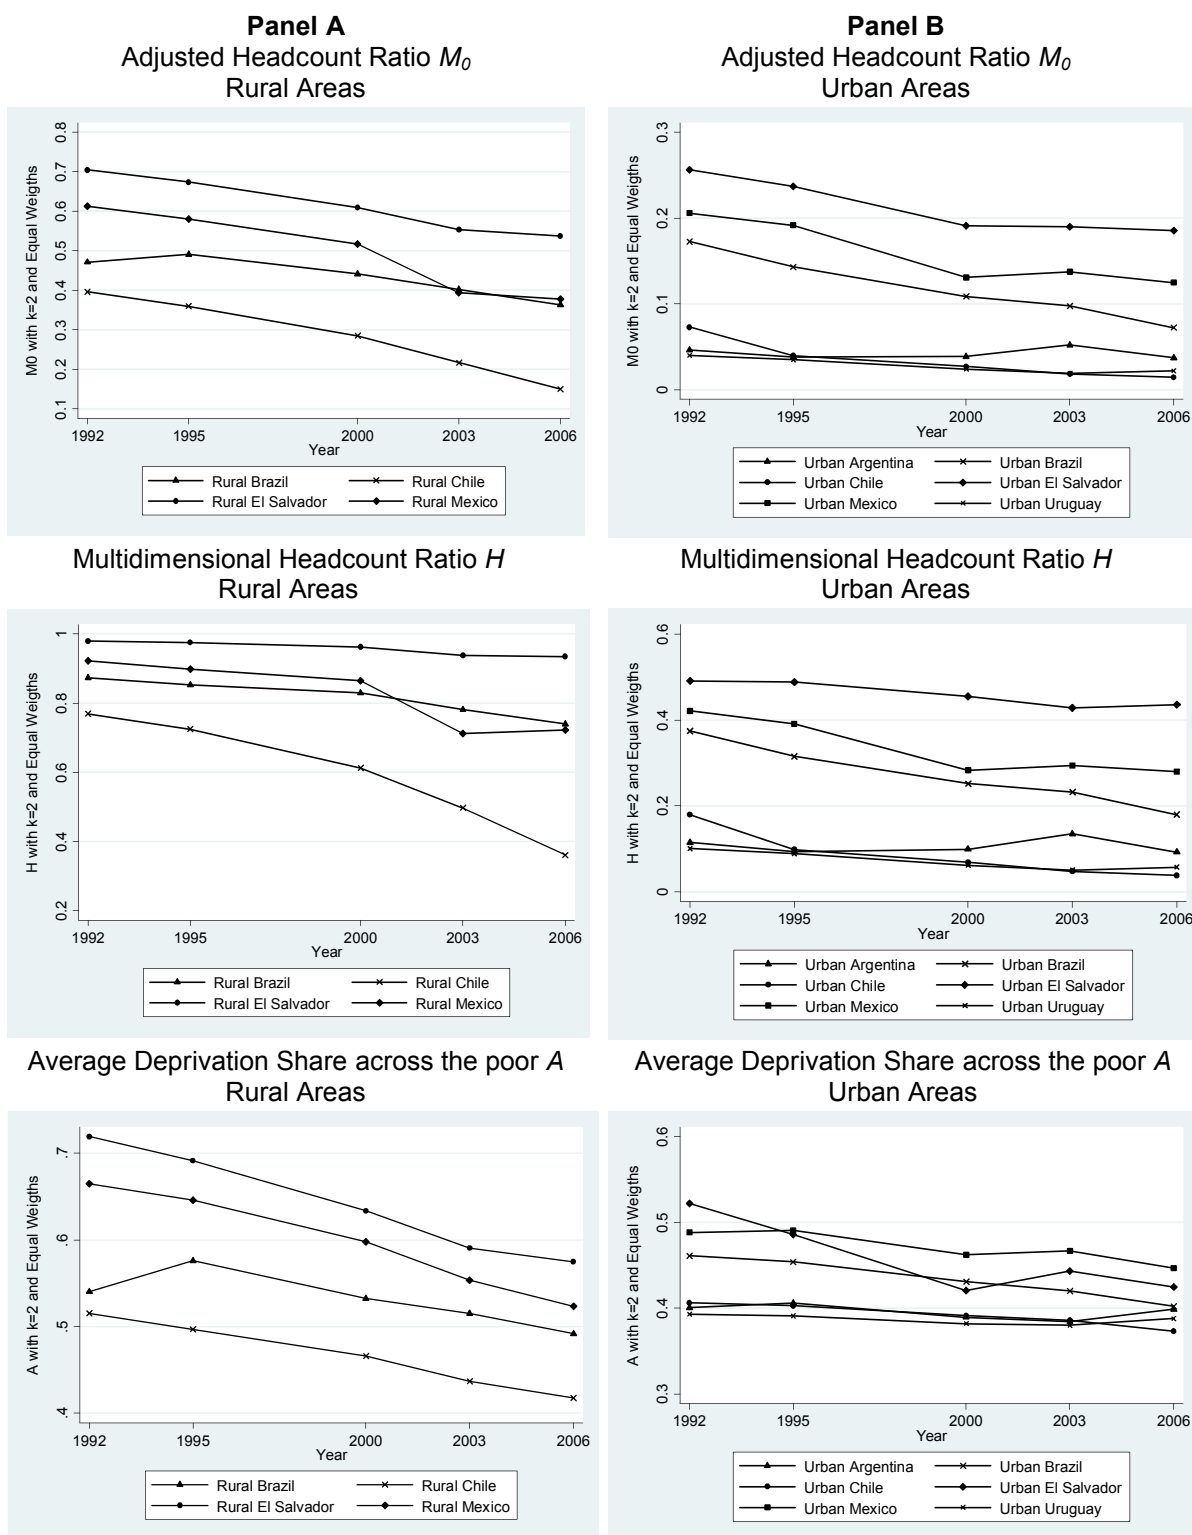 Panel A
Adjusted Headcount Ratio M0
Rural Areas
M0 with k=2 and Equal Weigths
0.8
0.7
0.6
0.5
0.4
0.3
0.2
0.1
1992 1995 2000 2003 2006
Year
Rural Brazil Rural Chile
Rural El Salvador Rural Mexico
Panel B
Adjusted Headcount Ratio M0
Urban Areas
M0 with k=2 and Equal Weigths
0.3
0.2
0.1
0
1992 1995 2000 2003 2006
Year
Urban Argentina Urban Brazil
Urban Chile Urban El Salvador
Urban Mexico Urban Uruguay
Multidimensional Headcount Ratio H
Rural Areas
H with k=2 and Equal Weigths
1
0.8
0.6
0.4
0.2
1992 1995 2000 2003 2006
Year
Rural Brazil Rural Chile
Rural El Salvador Rural Mexico
Multidimensional Headcount Ratio H
Urban Areas
H with k=2 and Equal Weigths
0.6
0.4
0.2
0
1992 1995 2000 2003 2006
Year
Urban Argentina Urban Brazil
Urban Chile Urban El Salvador
Urban Mexico Urban Uruguay
Average Deprivation Share across the poor A
Rural Areas
A with k=2 and Equal Weigths
.7
.6
.5
.4
1992 1995 2000 2003 2006
Year
Rural Brazil Rural Chile
Rural El Salvador Rural Mexico
Average Deprivation Share across the poor A
Urban Areas
A with k=2 and Equal Weigths
0.6
0.5
0.4
0.3
1992 1995 2000 2003 2006
Year
Urban Argentina Urban Brazil
Urban Chile Urban El Salvador
Urban Mexico Urban Uruguay